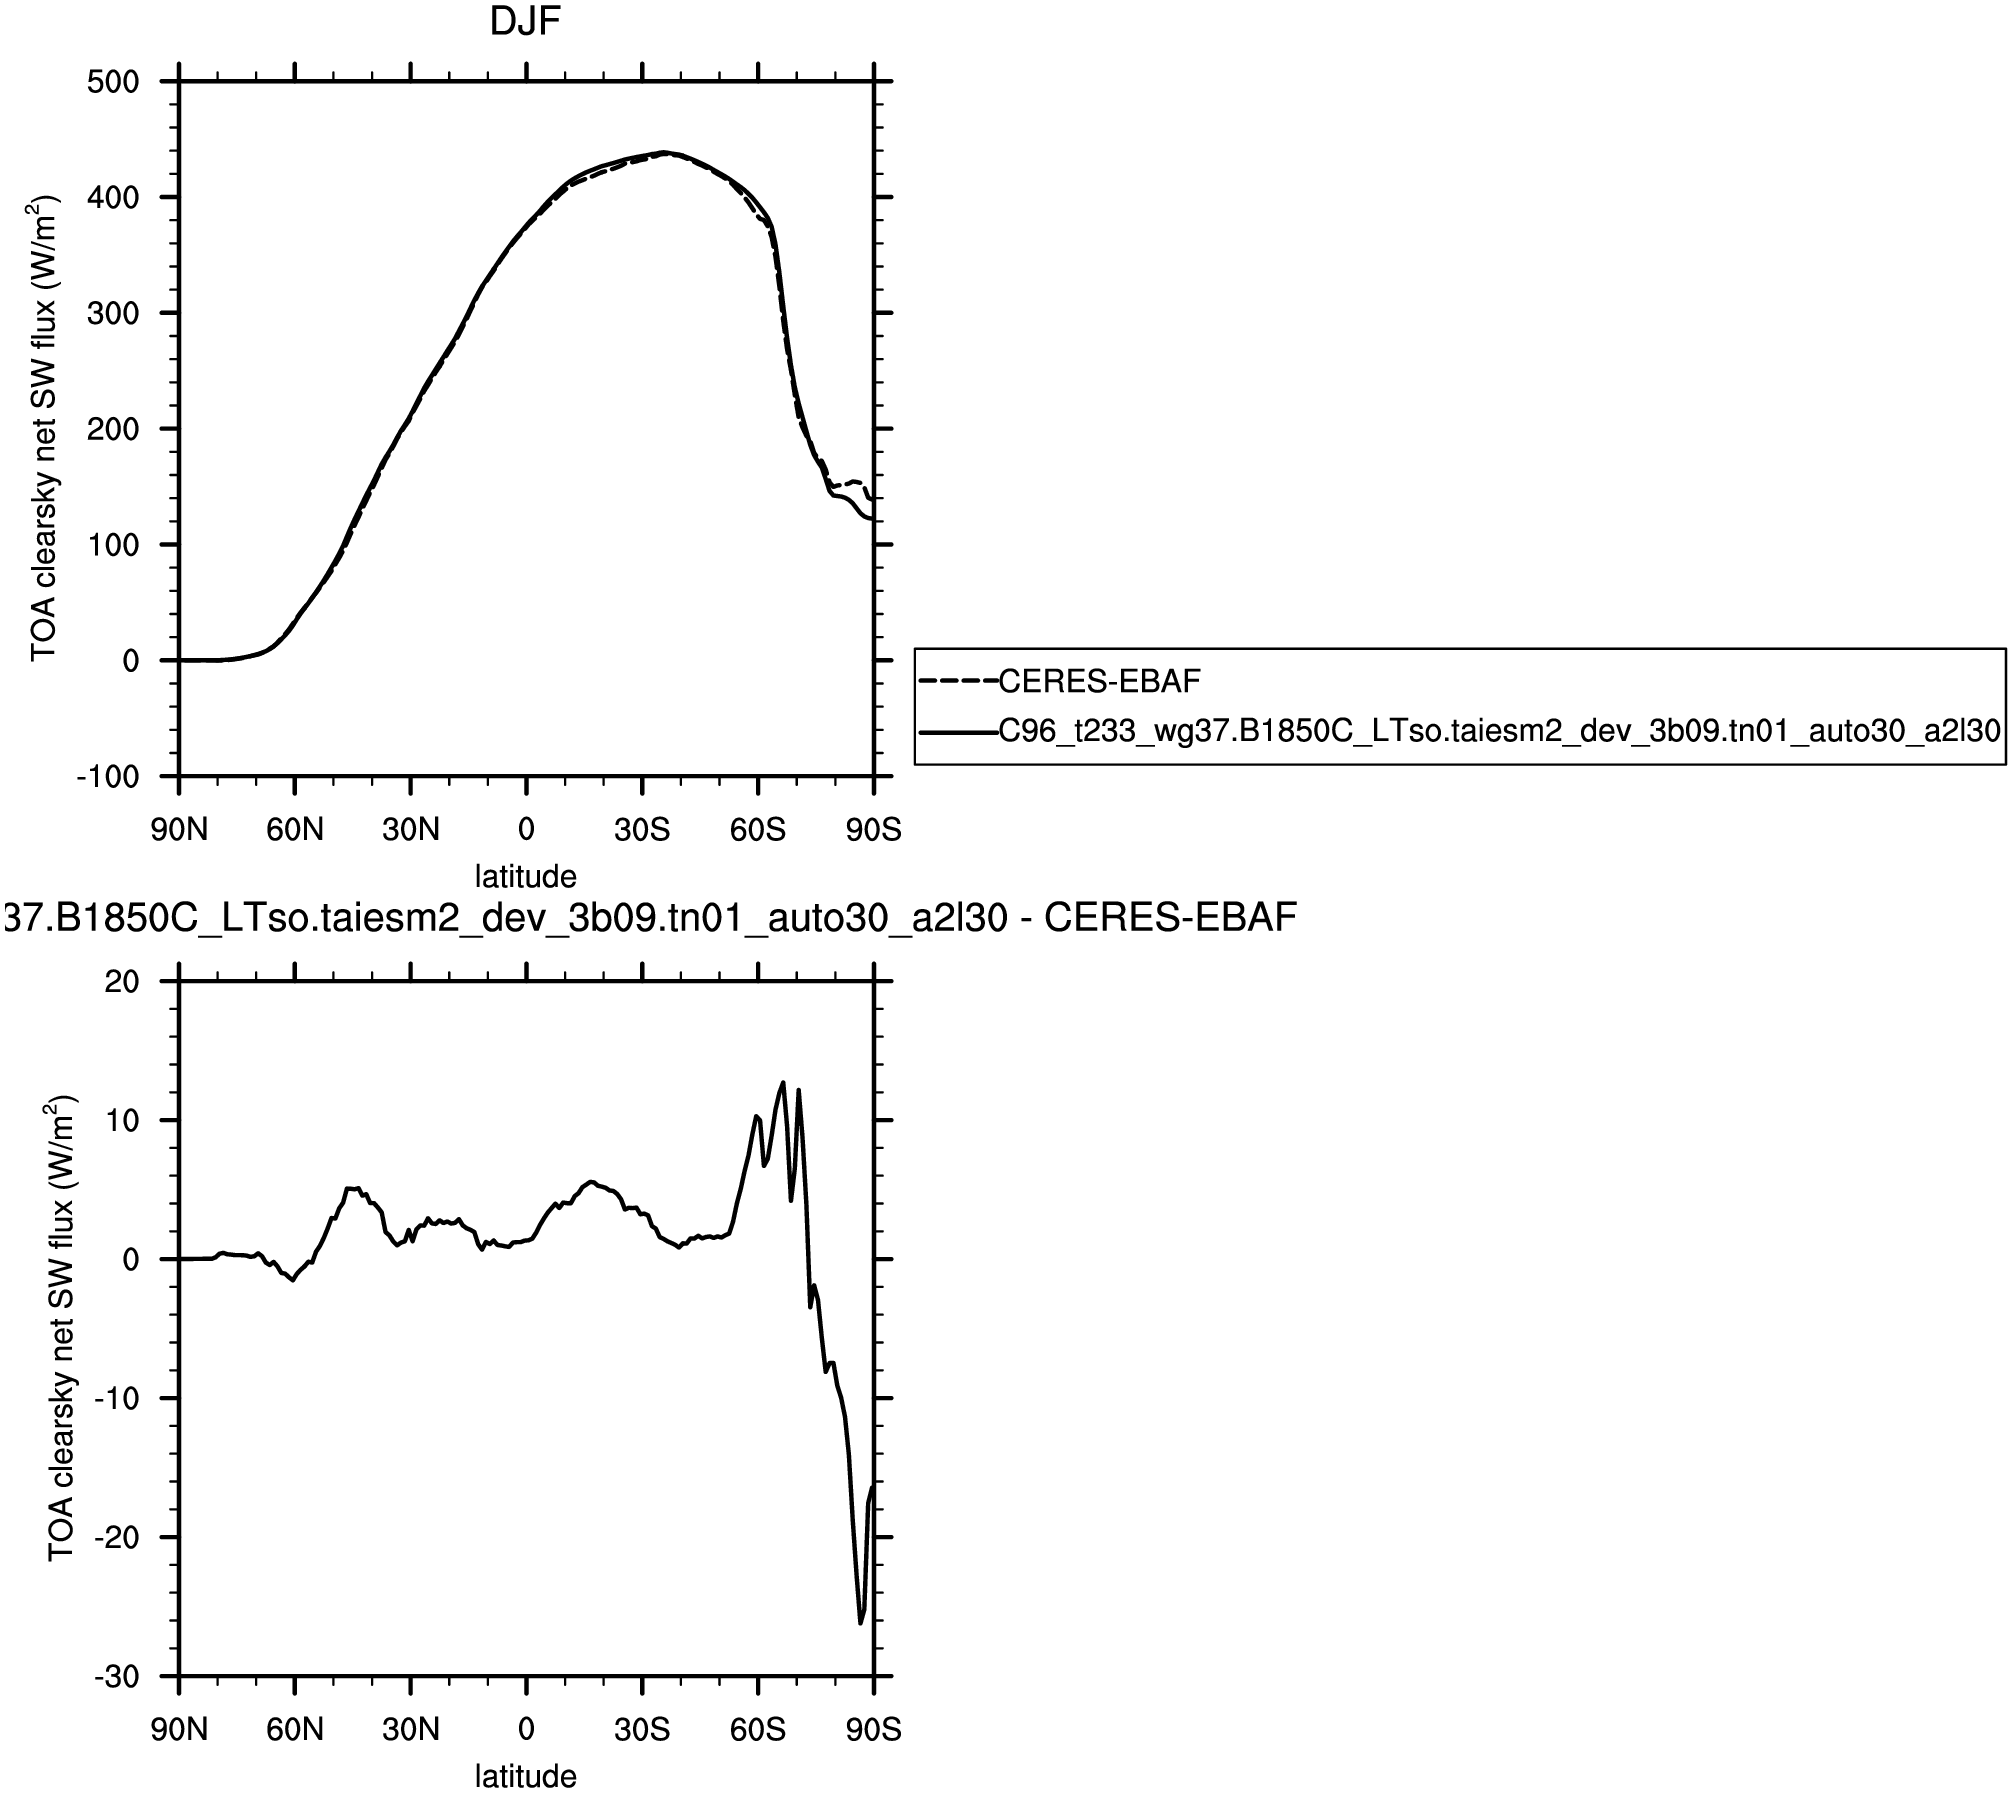 DJF
500
400
300
200
100
0
-100
TOA clearsky net SW flux (W/m²)
90N 60N 30N 0 30S 60S 90S
latitude
CERES-EBAF
C96_t233_wg37.B1850C_LTso.taiesm2_dev_3b09.tn01_auto30_a2l30
37.B1850C_LTso.taiesm2_dev_3b09.tn01_auto30_a2l30 - CERES-EBAF
20
10
0
-10
-20
-30
TOA clearsky net SW flux (W/m²)
90N 60N 30N 0 30S 60S 90S
latitude